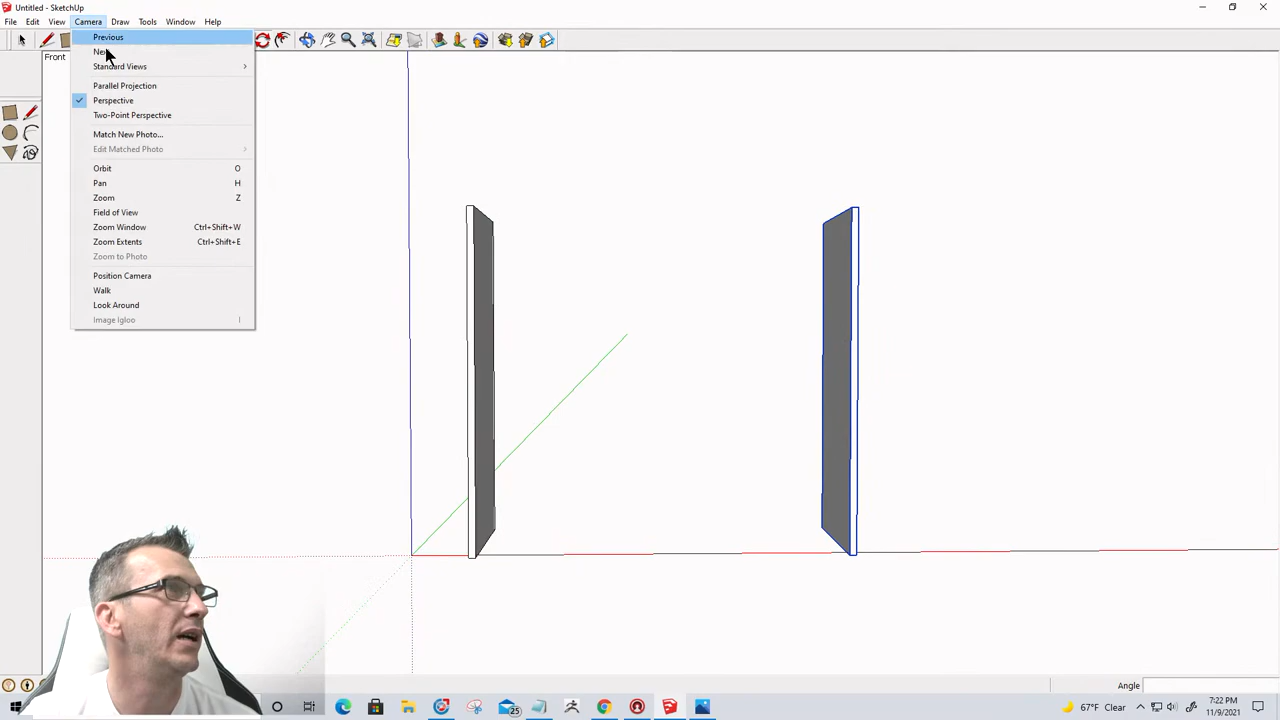 Untitled - SketchUp
File Edit View Camera Draw Tools Window Help
Front
Previous
Standard Views
Parallel Projection
Perspective
Two-Point Perspective
Match New Photo...
Edit Matched Photo
Orbit O
Pan H
Zoom Z
Field of View
Zoom Window Ctrl+Shift+W
Zoom Extents Ctrl+Shift+E
Zoom to Photo
Position Camera
Walk
Look Around
Image Igloo I
Angle
25
67°F Clear
7:22 PM
11/9/2021